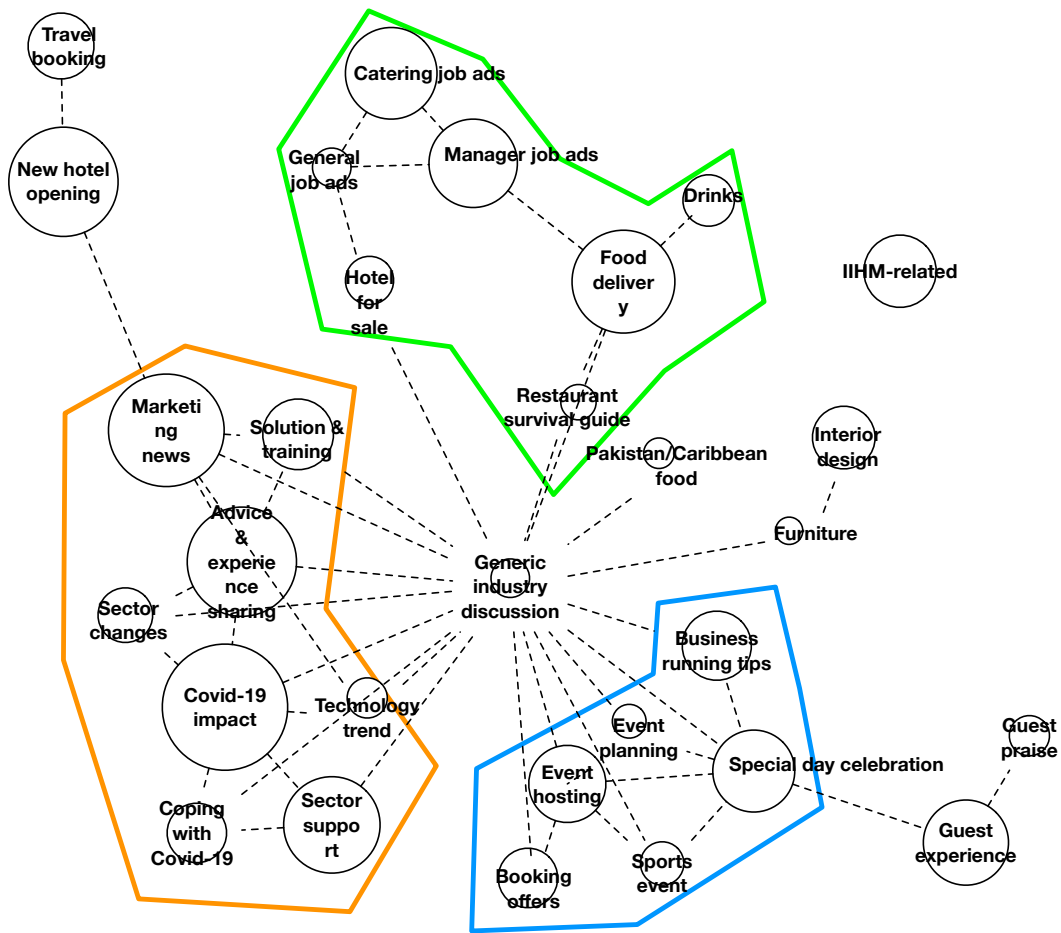 Travel
booking
Catering job ads
General
job ads
Manager job ads
New hotel
opening
Drinks
Food
deliver
y
IIHM-related
Hotel
for
sale
Restaurant
survival guide
Marketi
ng
news
Solution &
training
Pakistan/Caribbean
food
Interior
design
Furniture
Advice
&
experie
nce
sharing
Generic
industry
discussion
Sector
changes
Business
running tips
Covid-19
impact
Technology
trend
Event
planning
Guest
praise
Special day celebration
Event
hosting
Coping
with
Covid-19
Sector
suppo
rt
Guest
experience
Sports
event
Booking
offers